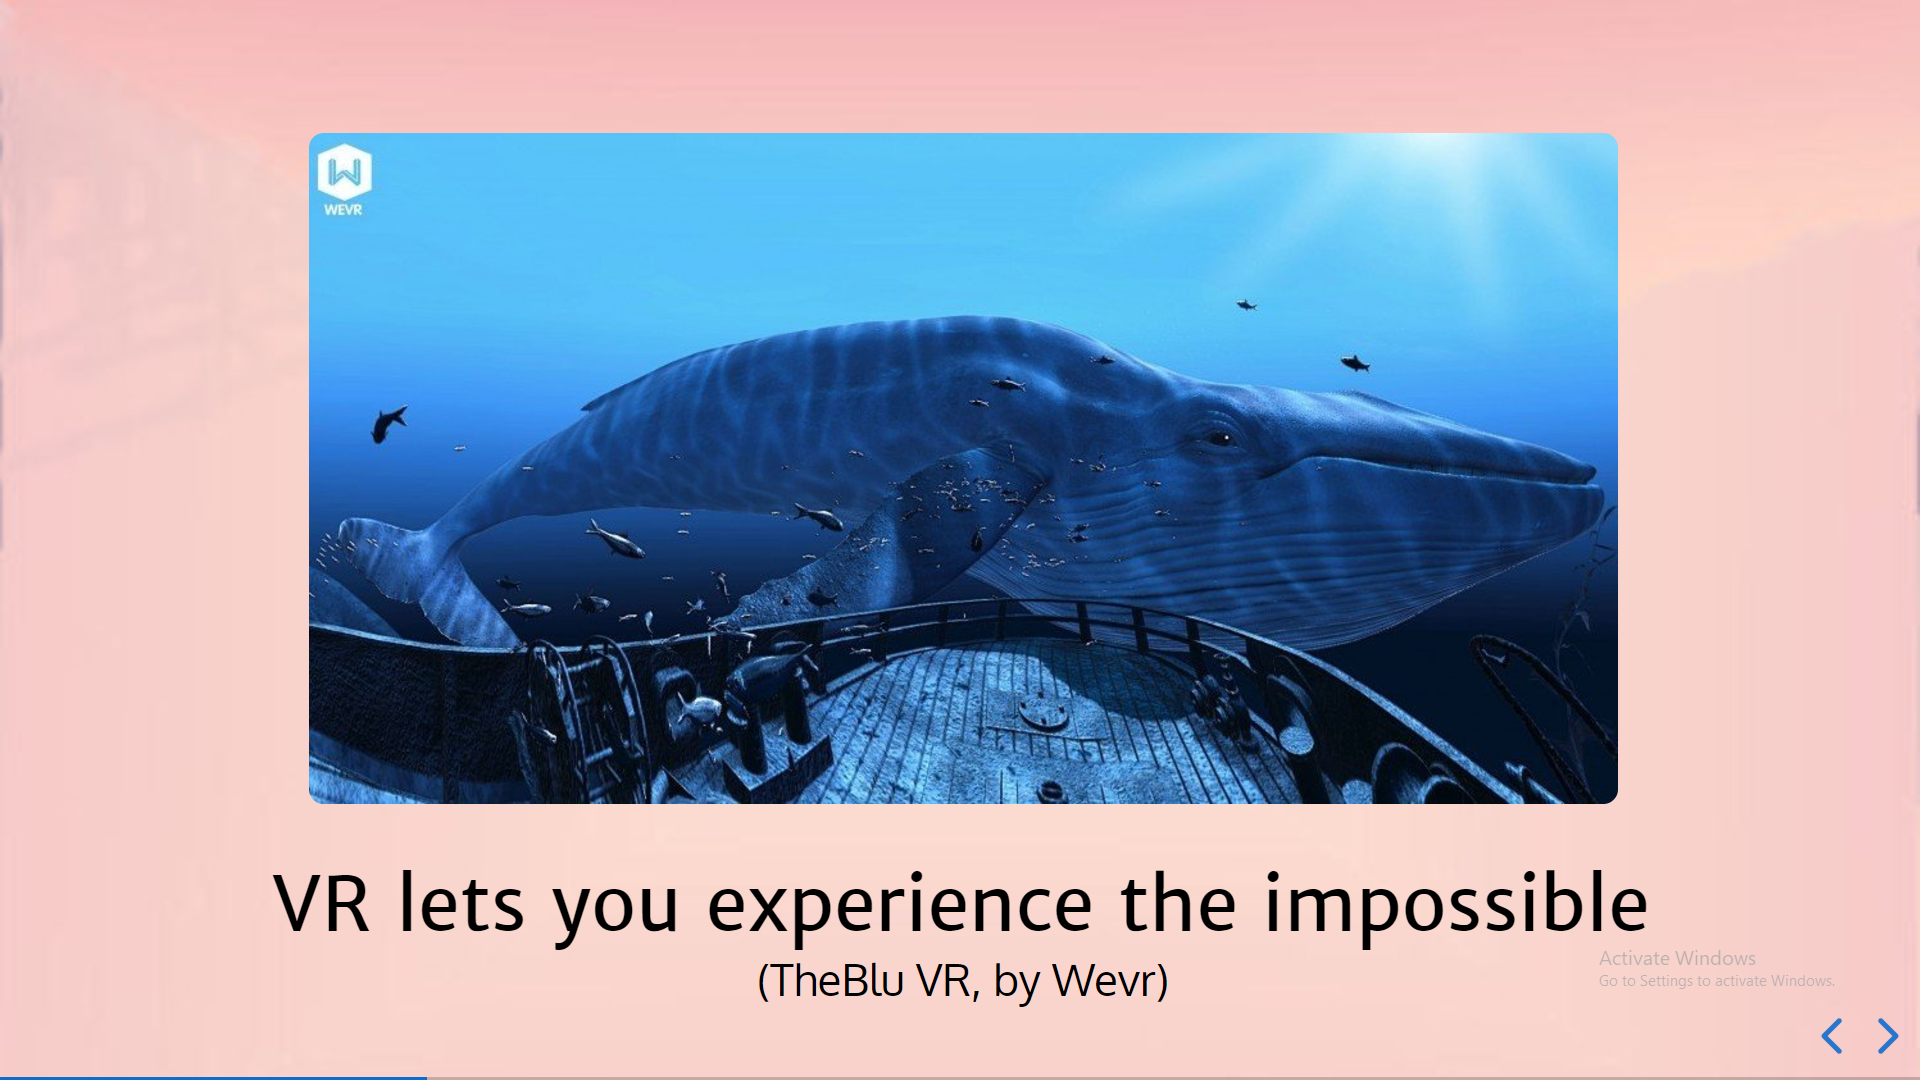 WEVR
VR lets you experience the impossible
(TheBlu VR, by Wevr)
Activate Windows
Go to Settings to activate Windows.